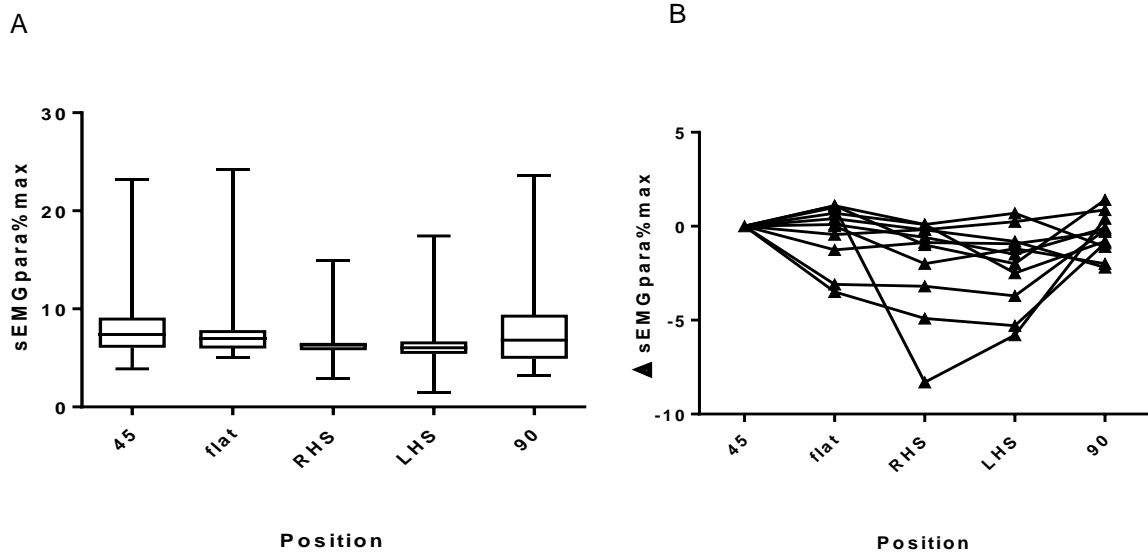 A
B
sEMGpara%max
30
20
10
0
45
flat
RHS
LHS
90
Position
▲ sEMGpara%max
5
0
-5
-10
45
flat
RHS
LHS
90
Position